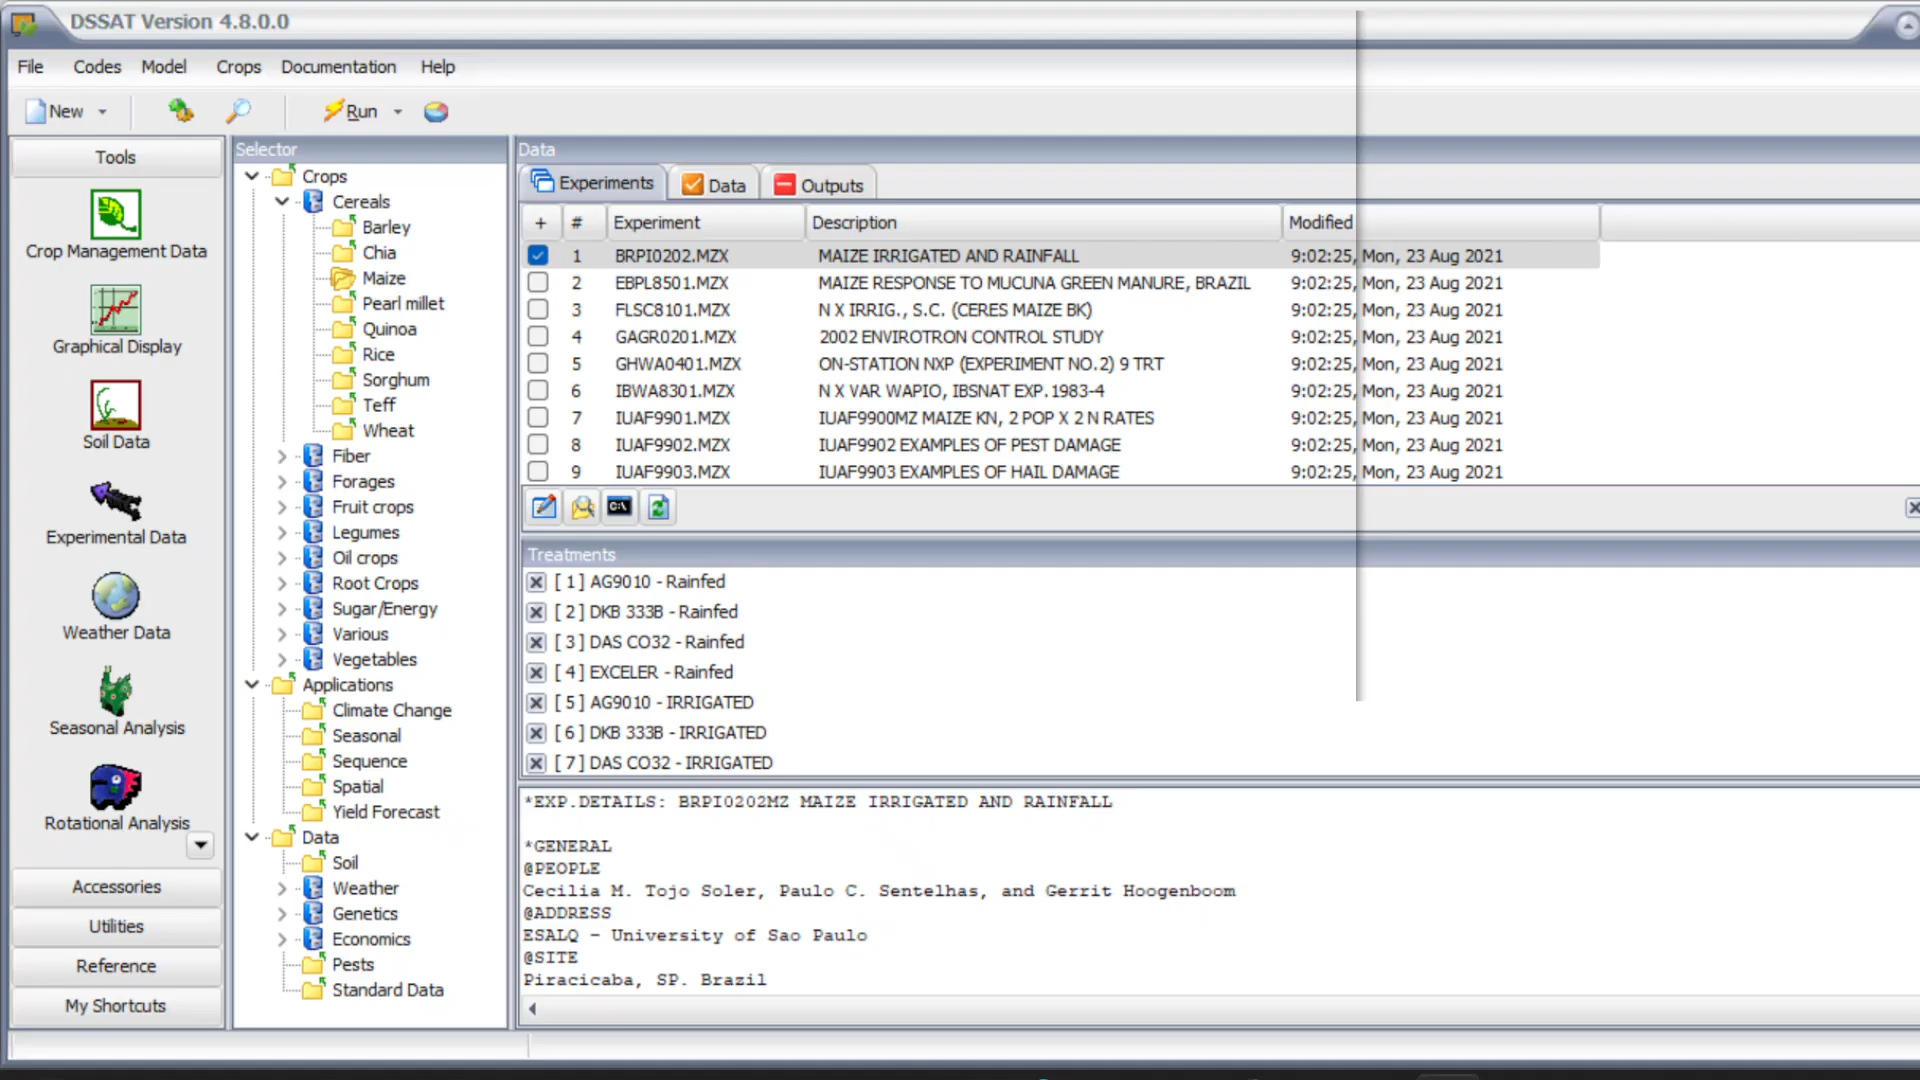 DSSAT Version 4.8.0.0
File Codes Model Crops Documentation Help
New Run
Tools
Crop Management Data
Graphical Display
Soil Data
Experimental Data
Weather Data
Seasonal Analysis
Rotational Analysis
Accessories
Utilities
Reference
My Shortcuts
Selector
Crops
Cereals
Barley
Chia
Maize
Pearl millet
Quinoa
Rice
Sorghum
Teff
Wheat
Fiber
Forages
Fruit crops
Legumes
Oil crops
Root Crops
Sugar/Energy
Various
Vegetables
Applications
Climate Change
Seasonal
Sequence
Spatial
Yield Forecast
Data
Soil
Weather
Genetics
Economics
Pests
Standard Data
Data
Experiments Data Outputs
+ # Experiment Description Modified
1 BRPI0202.MZX MAIZE IRRIGATED AND RAINFALL 9:02:25, Mon, 23 Aug 2021
2 EBPL8501.MZX MAIZE RESPONSE TO MUCUNA GREEN MANURE, BRAZIL 9:02:25, Mon, 23 Aug 2021
3 FLSC8101.MZX N X IRRIG., S.C. (CERES MAIZE BK) 9:02:25, Mon, 23 Aug 2021
4 GAGR0201.MZX 2002 ENVIROTRON CONTROL STUDY 9:02:25, Mon, 23 Aug 2021
5 GHWA0401.MZX ON-STATION NXP (EXPERIMENT NO.2) 9 TRT 9:02:25, Mon, 23 Aug 2021
6 IBWA8301.MZX N X VAR WAPIO, IBSNAT EXP.1983-4 9:02:25, Mon, 23 Aug 2021
7 IUAF9901.MZX IUAF9900MZ MAIZE KN, 2 POP X 2 N RATES 9:02:25, Mon, 23 Aug 2021
8 IUAF9902.MZX IUAF9902 EXAMPLES OF PEST DAMAGE 9:02:25, Mon, 23 Aug 2021
9 IUAF9903.MZX IUAF9903 EXAMPLES OF HAIL DAMAGE 9:02:25, Mon, 23 Aug 2021
C:\
Treatments
[ 1 ] AG9010 - Rainfed
[ 2 ] DKB 333B - Rainfed
[ 3 ] DAS CO32 - Rainfed
[ 4 ] EXCELER - Rainfed
[ 5 ] AG9010 - IRRIGATED
[ 6 ] DKB 333B - IRRIGATED
[ 7 ] DAS CO32 - IRRIGATED
*EXP.DETAILS: BRPI0202MZ MAIZE IRRIGATED AND RAINFALL
*GENERAL
@PEOPLE
Cecilia M. Tojo Soler, Paulo C. Sentelhas, and Gerrit Hoogenboom
@ADDRESS
ESALQ - University of Sao Paulo
@SITE
Piracicaba, SP. Brazil